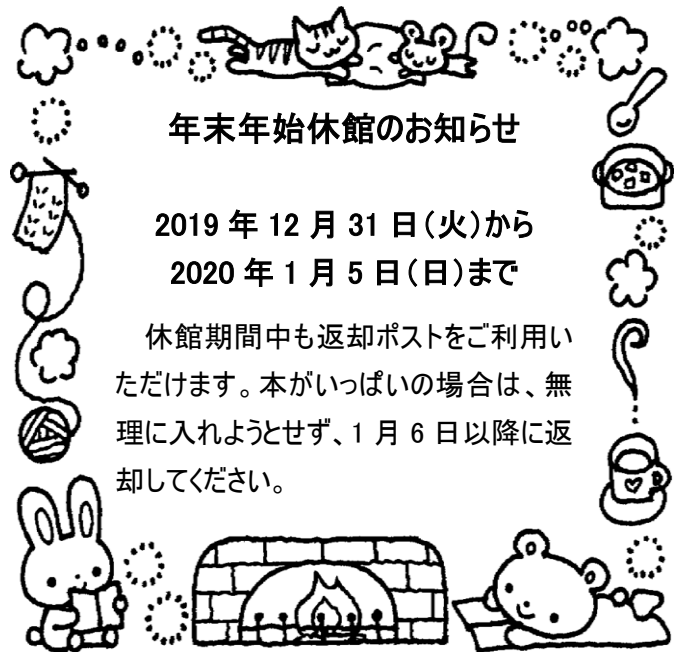 年末年始休館のお知らせ
2019 年 12 月 31 日（火）から
2020 年 1 月 5 日（日）まで
休館期間中も返却ポストをご利用い
ただけます。本がいっぱいの場合は、無
理に入れようとせず、1 月 6 日以降に返
却してください。